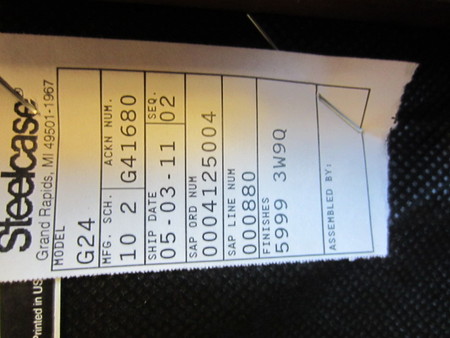 Steelcase®
Grand Rapids, MI 49501-1967
MODEL
G24
MFG. SCH. ACKN NUM.
10 2 G41680
SHIP DATE SEQ.
05-03-11 02
SAP ORD NUM
0004125004
SAP LINE NUM
000880
FINISHES
5999 3W9Q
ASSEMBLED BY:
Printed in US